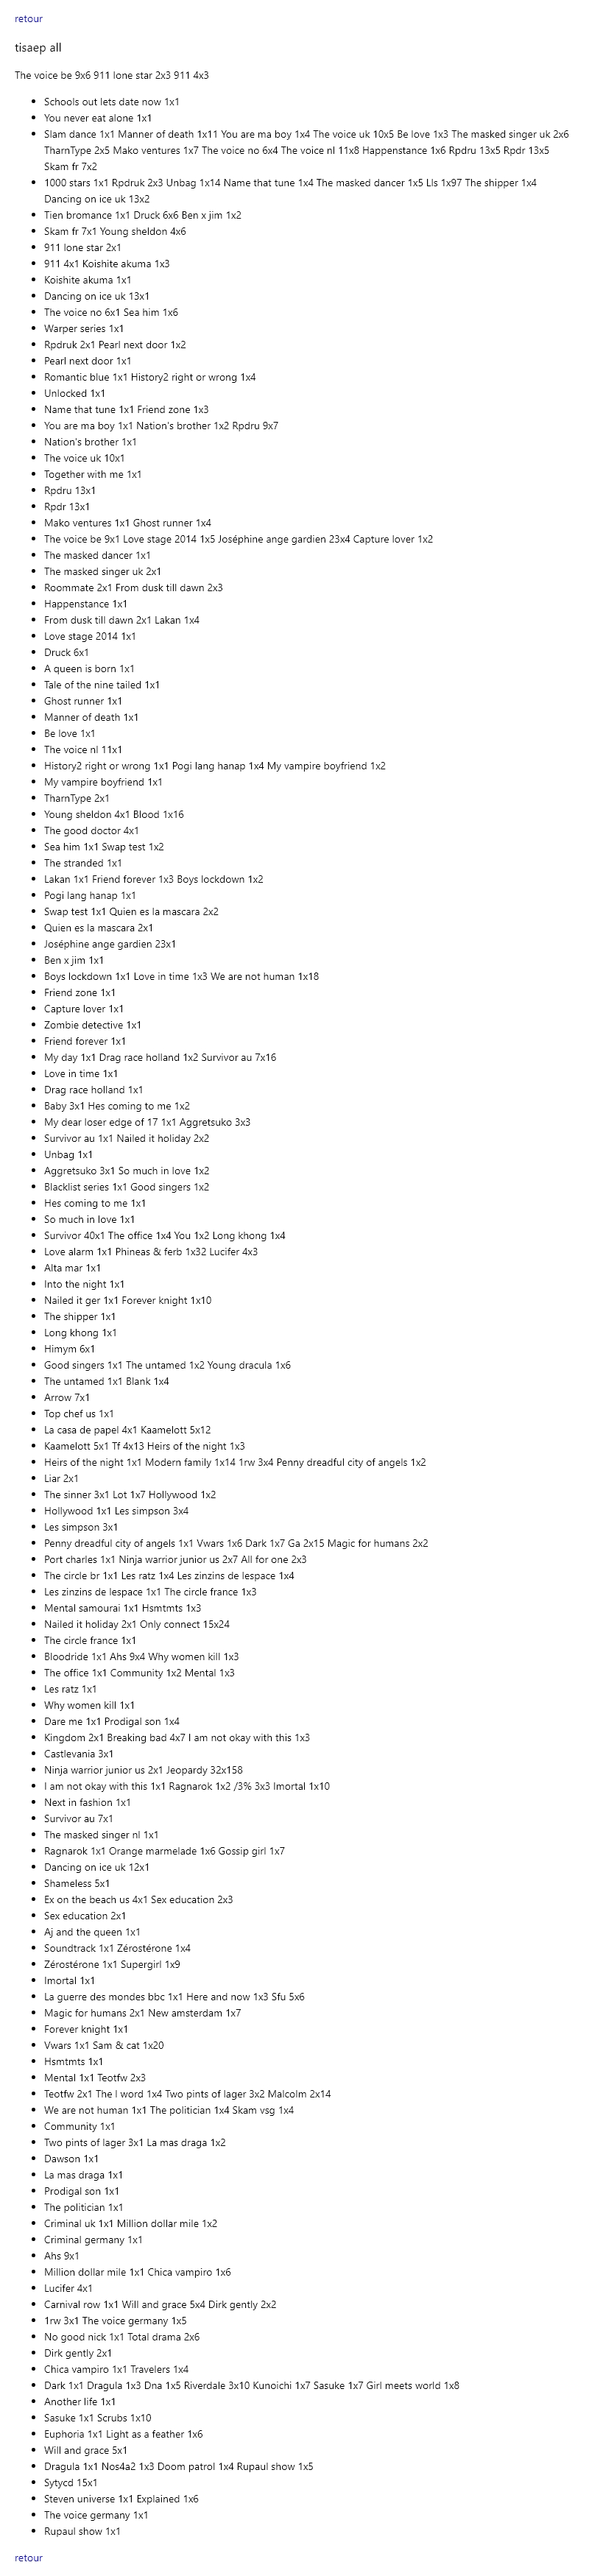 retour
tisaep all
The voice be 9x6 911 lone star 2x3 911 4x3
Schools out lets date now 1x1
You never eat alone 1x1
Slam dance 1x1 Manner of death 1x11 You are ma boy 1x4 The voice uk 10x5 Be love 1x3 The masked singer uk 2x6
TharnType 2x5 Mako ventures 1x7 The voice no 6x4 The voice nl 11x8 Happenstance 1x6 Rpdru 13x5 Rpdr 13x5
Skam fr 7x2
1000 stars 1x1 Rpdruk 2x3 Unbag 1x14 Name that tune 1x4 The masked dancer 1x5 Lls 1x97 The shipper 1x4
Dancing on ice uk 13x2
Tien bromance 1x1 Druck 6x6 Ben x jim 1x2
Skam fr 7x1 Young sheldon 4x6
911 lone star 2x1
911 4x1 Koishite akuma 1x3
Koishite akuma 1x1
Dancing on ice uk 13x1
The voice no 6x1 Sea him 1x6
Warper series 1x1
Rpdruk 2x1 Pearl next door 1x2
Pearl next door 1x1
Romantic blue 1x1 History2 right or wrong 1x4
Unlocked 1x1
Name that tune 1x1 Friend zone 1x3
You are ma boy 1x1 Nation's brother 1x2 Rpdru 9x7
Nation's brother 1x1
The voice uk 10x1
Together with me 1x1
Rpdru 13x1
Rpdr 13x1
Mako ventures 1x1 Ghost runner 1x4
The voice be 9x1 Love stage 2014 1x5 Joséphine ange gardien 23x4 Capture lover 1x2
The masked dancer 1x1
The masked singer uk 2x1
Roommate 2x1 From dusk till dawn 2x3
Happenstance 1x1
From dusk till dawn 2x1 Lakan 1x4
Love stage 2014 1x1
Druck 6x1
A queen is born 1x1
Tale of the nine tailed 1x1
Ghost runner 1x1
Manner of death 1x1
Be love 1x1
The voice nl 11x1
History2 right or wrong 1x1 Pogi lang hanap 1x4 My vampire boyfriend 1x2
My vampire boyfriend 1x1
TharnType 2x1
Young sheldon 4x1 Blood 1x16
The good doctor 4x1
Sea him 1x1 Swap test 1x2
The stranded 1x1
Lakan 1x1 Friend forever 1x3 Boys lockdown 1x2
Pogi lang hanap 1x1
Swap test 1x1 Quien es la mascara 2x2
Quien es la mascara 2x1
Joséphine ange gardien 23x1
Ben x jim 1x1
Boys lockdown 1x1 Love in time 1x3 We are not human 1x18
Friend zone 1x1
Capture lover 1x1
Zombie detective 1x1
Friend forever 1x1
My day 1x1 Drag race holland 1x2 Survivor au 7x16
Love in time 1x1
Drag race holland 1x1
Baby 3x1 Hes coming to me 1x2
My dear loser edge of 17 1x1 Aggretsuko 3x3
Survivor au 1x1 Nailed it holiday 2x2
Unbag 1x1
Aggretsuko 3x1 So much in love 1x2
Blacklist series 1x1 Good singers 1x2
Hes coming to me 1x1
So much in love 1x1
Survivor 40x1 The office 1x4 You 1x2 Long khong 1x4
Love alarm 1x1 Phineas & ferb 1x32 Lucifer 4x3
Alta mar 1x1
Into the night 1x1
Nailed it ger 1x1 Forever knight 1x10
The shipper 1x1
Long khong 1x1
Himym 6x1
Good singers 1x1 The untamed 1x2 Young dracula 1x6
The untamed 1x1 Blank 1x4
Arrow 7x1
Top chef us 1x1
La casa de papel 4x1 Kaamelott 5x12
Kaamelott 5x1 Tf 4x13 Heirs of the night 1x3
Heirs of the night 1x1 Modern family 1x14 1rw 3x4 Penny dreadful city of angels 1x2
Liar 2x1
The sinner 3x1 Lot 1x7 Hollywood 1x2
Hollywood 1x1 Les simpson 3x4
Les simpson 3x1
Penny dreadful city of angels 1x1 Vwars 1x6 Dark 1x7 Ga 2x15 Magic for humans 2x2
Port charles 1x1 Ninja warrior junior us 2x7 All for one 2x3
The circle br 1x1 Les ratz 1x4 Les zinzins de lespace 1x4
Les zinzins de lespace 1x1 The circle france 1x3
Mental samourai 1x1 Hsmtmts 1x3
Nailed it holiday 2x1 Only connect 15x24
The circle france 1x1
Bloodride 1x1 Ahs 9x4 Why women kill 1x3
The office 1x1 Community 1x2 Mental 1x3
Les ratz 1x1
Why women kill 1x1
Dare me 1x1 Prodigal son 1x4
Kingdom 2x1 Breaking bad 4x7 I am not okay with this 1x3
Castlevania 3x1
Ninja warrior junior us 2x1 Jeopardy 32x158
I am not okay with this 1x1 Ragnarok 1x2 /3% 3x3 Imortal 1x10
Next in fashion 1x1
Survivor au 7x1
The masked singer nl 1x1
Ragnarok 1x1 Orange marmelade 1x6 Gossip girl 1x7
Dancing on ice uk 12x1
Shameless 5x1
Ex on the beach us 4x1 Sex education 2x3
Sex education 2x1
Aj and the queen 1x1
Soundtrack 1x1 Zérostérone 1x4
Zérostérone 1x1 Supergirl 1x9
Imortal 1x1
La guerre des mondes bbc 1x1 Here and now 1x3 Sfu 5x6
Magic for humans 2x1 New amsterdam 1x7
Forever knight 1x1
Vwars 1x1 Sam & cat 1x20
Hsmtmts 1x1
Mental 1x1 Teotfw 2x3
Teotfw 2x1 The l word 1x4 Two pints of lager 3x2 Malcolm 2x14
We are not human 1x1 The politician 1x4 Skam vsg 1x4
Community 1x1
Two pints of lager 3x1 La mas draga 1x2
Dawson 1x1
La mas draga 1x1
Prodigal son 1x1
The politician 1x1
Criminal uk 1x1 Million dollar mile 1x2
Criminal germany 1x1
Ahs 9x1
Million dollar mile 1x1 Chica vampiro 1x6
Lucifer 4x1
Carnival row 1x1 Will and grace 5x4 Dirk gently 2x2
1rw 3x1 The voice germany 1x5
No good nick 1x1 Total drama 2x6
Dirk gently 2x1
Chica vampiro 1x1 Travelers 1x4
Dark 1x1 Dragula 1x3 Dna 1x5 Riverdale 3x10 Kunoichi 1x7 Sasuke 1x7 Girl meets world 1x8
Another life 1x1
Sasuke 1x1 Scrubs 1x10
Euphoria 1x1 Light as a feather 1x6
Will and grace 5x1
Dragula 1x1 Nos4a2 1x3 Doom patrol 1x4 Rupaul show 1x5
Sytycd 15x1
Steven universe 1x1 Explained 1x6
The voice germany 1x1
Rupaul show 1x1
retour